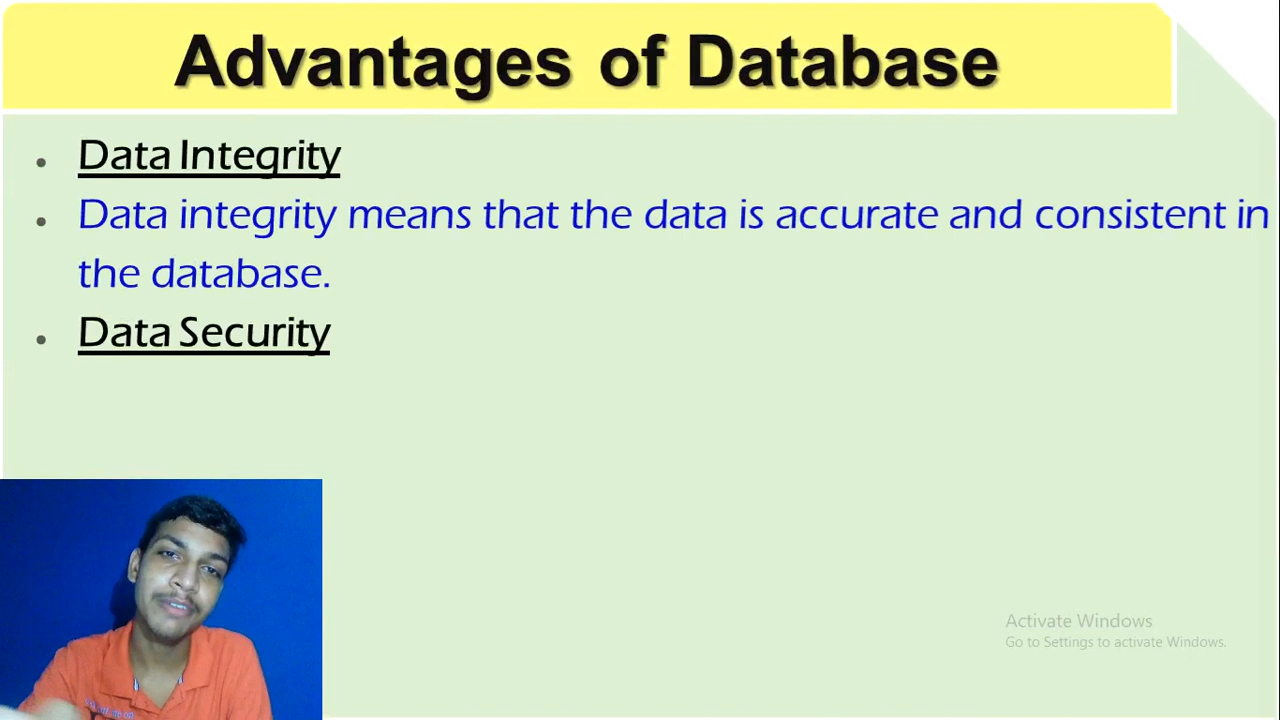 Advantages of Database
Data Integrity
Data integrity means that the data is accurate and consistent in
the database.
Data Security
Activate Windows
Go to Settings to activate Windows.